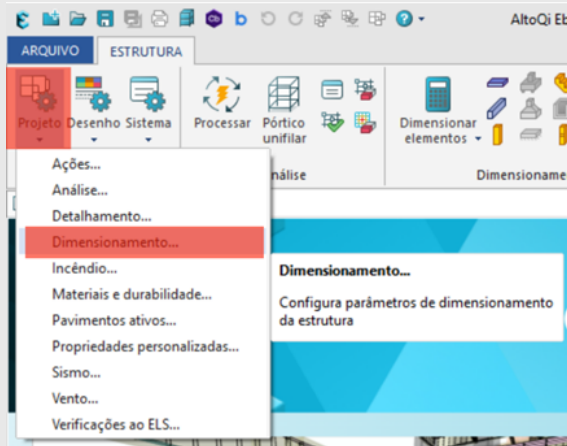 AltoQi Eb
ARQUIVO ESTRUTURA
Projeto Desenho Sistema Processar Pórtico unifilar Dimensionar elementos
nálise Dimensioname
Ações...
Análise...
Detalhamento...
Dimensionamento...
Incêndio...
Materiais e durabilidade...
Pavimentos ativos...
Propriedades personalizadas...
Sismo...
Vento...
Verificações ao ELS...
Dimensionamento...
Configura parâmetros de dimensionamento
da estrutura